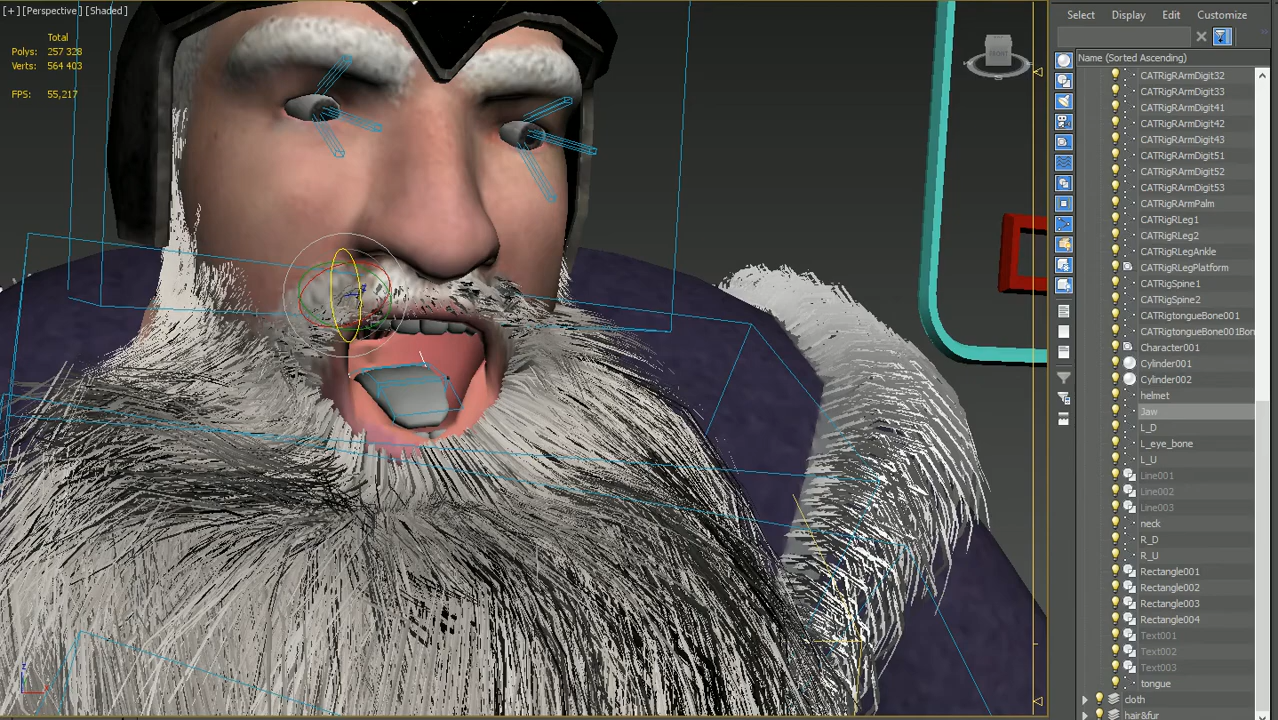 [+] [Perspective] [Shaded]
Total
Polys: 257 328
Verts: 564 403
FPS: 55,217
FRONT
Select Display Edit Customize
Name (Sorted Ascending)
CATRigRArmDigit32
CATRigRArmDigit33
CATRigRArmDigit41
CATRigRArmDigit42
CATRigRArmDigit43
CATRigRArmDigit51
CATRigRArmDigit52
CATRigRArmDigit53
CATRigRArmPalm
CATRigRLeg1
CATRigRLeg2
CATRigRLegAnkle
CATRigRLegPlatform
CATRigSpine1
CATRigSpine2
CATRigtongueBone001
CATRigtongueBone001Bon
Character001
Cylinder001
Cylinder002
helmet
Jaw
L_D
L_eye_bone
L_U
Line001
Line002
Line003
neck
R_D
R_U
Rectangle001
Rectangle002
Rectangle003
Rectangle004
Text001
Text002
Text003
tongue
cloth
hair&fur
z
x